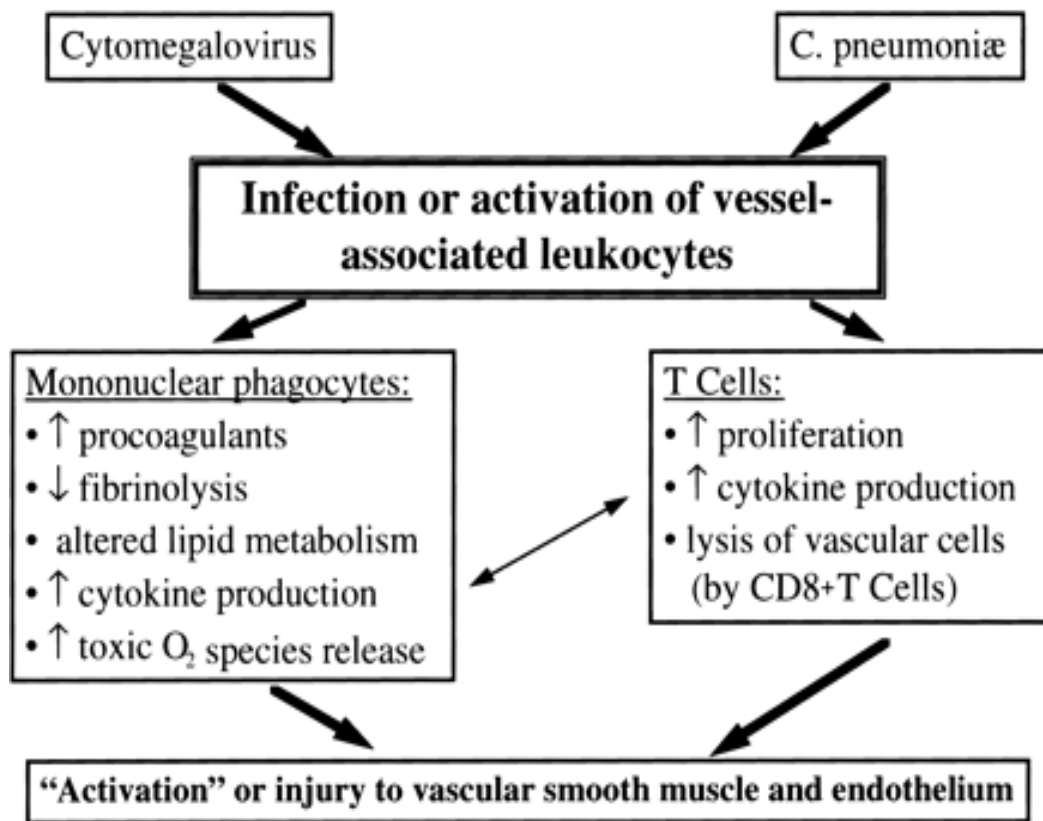 Cytomegalovirus
C. pneumoniæ
Infection or activation of vessel-
associated leukocytes
Mononuclear phagocytes:
• ↑ procoagulants
• ↓ fibrinolysis
• altered lipid metabolism
• ↑ cytokine production
• ↑ toxic O₂ species release
T Cells:
• ↑ proliferation
• ↑ cytokine production
• lysis of vascular cells
(by CD8+T Cells)
“Activation” or injury to vascular smooth muscle and endothelium